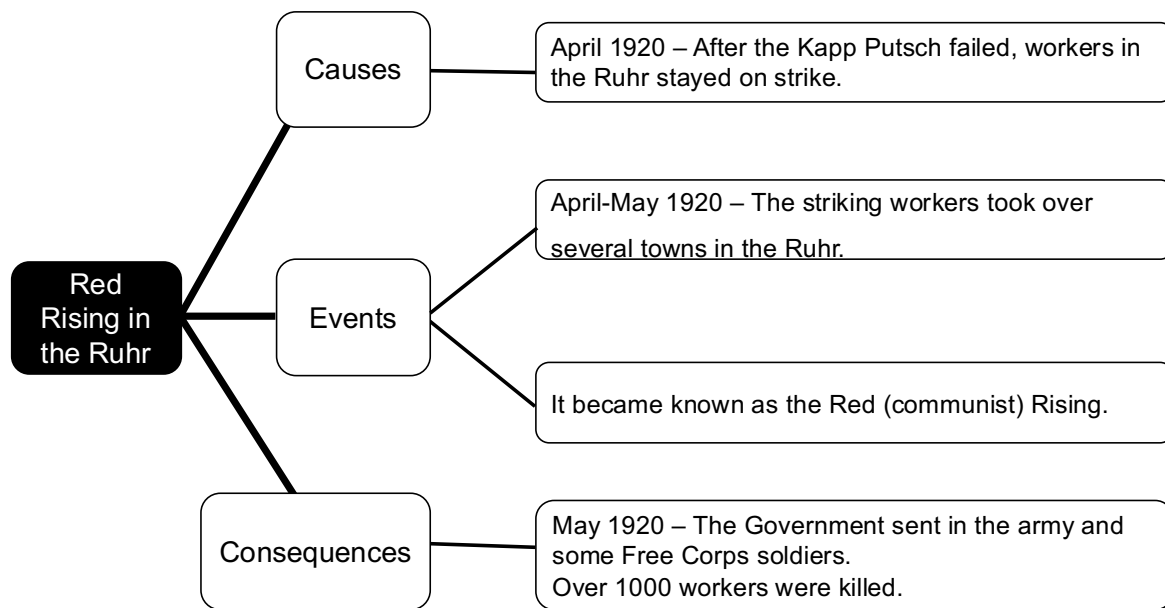 Red
Rising in
the Ruhr
Causes
April 1920 – After the Kapp Putsch failed, workers in
the Ruhr stayed on strike.
Events
April-May 1920 – The striking workers took over
several towns in the Ruhr.
It became known as the Red (communist) Rising.
Consequences
May 1920 – The Government sent in the army and
some Free Corps soldiers.
Over 1000 workers were killed.